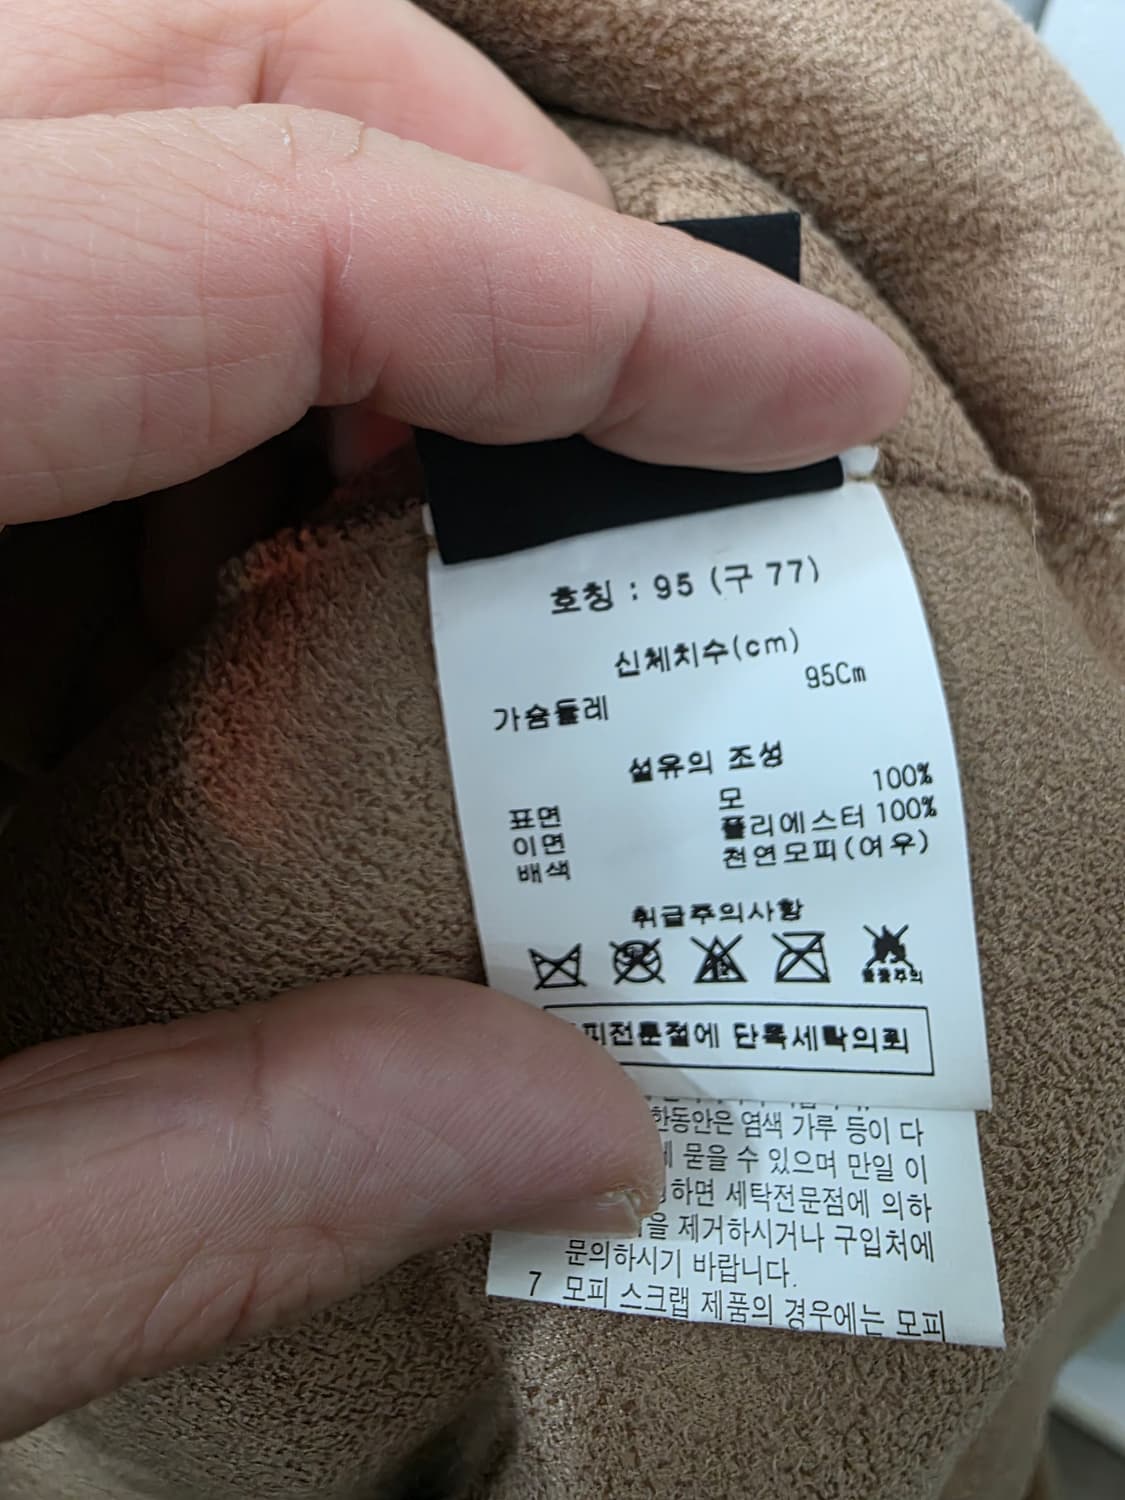 호칭 : 95 (구 77)
신체치수(cm)
가슴둘레 95Cm
섬유의 조성
표면 모 100%
이면 폴리에스터 100%
배색 천연모피(여우)
취급주의사항
불꽃주의
피전문점에 단독세탁의뢰
한동안은 염색 가루 등이 다
에 묻을 수 있으며 만일 이
하면 세탁전문점에 의하
을 제거하시거나 구입처에
문의하시기 바랍니다.
7 모피 스크랩 제품의 경우에는 모피